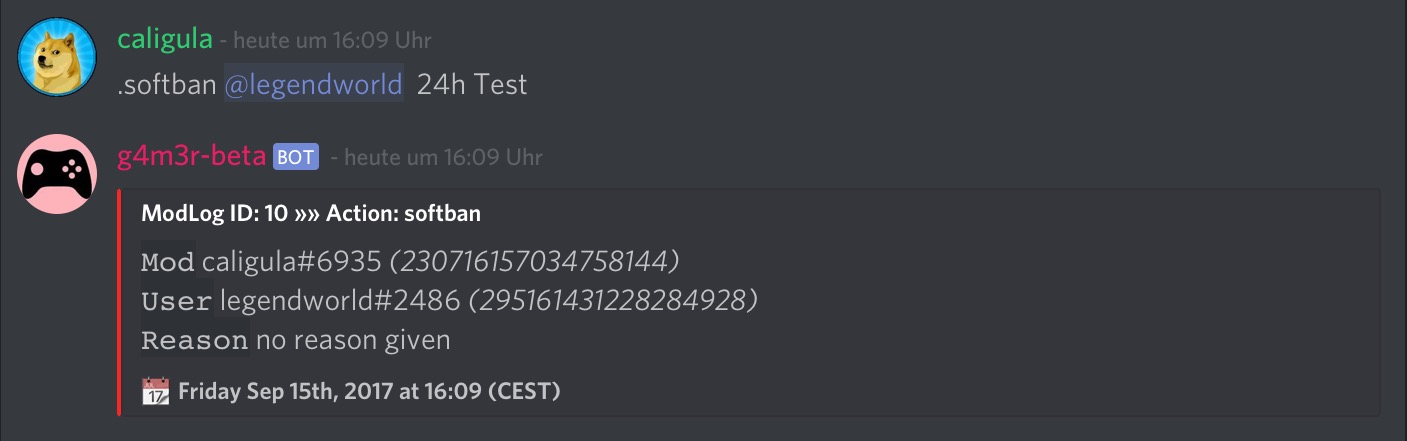 caligula - heute um 16:09 Uhr
.softban @legendworld 24h Test
g4m3r-beta BOT - heute um 16:09 Uhr
ModLog ID: 10 »» Action: softban
Mod caligula#6935 (230716157034758144)
User legendworld#2486 (295161431228284928)
Reason no reason given
17 Friday Sep 15th, 2017 at 16:09 (CEST)